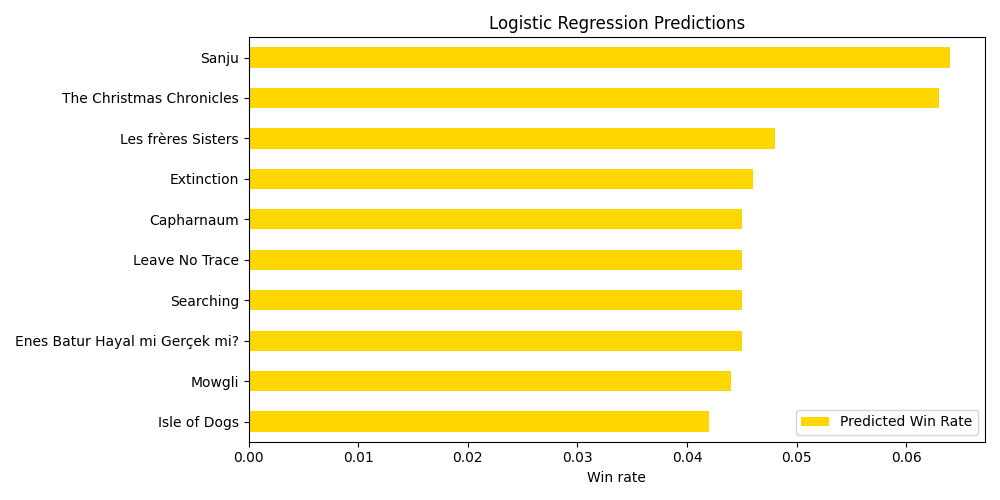 Logistic Regression Predictions
Sanju
The Christmas Chronicles
Les frères Sisters
Extinction
Capharnaum
Leave No Trace
Searching
Enes Batur Hayal mi Gerçek mi?
Mowgli
Isle of Dogs
Predicted Win Rate
0.00 0.01 0.02 0.03 0.04 0.05 0.06
Win rate